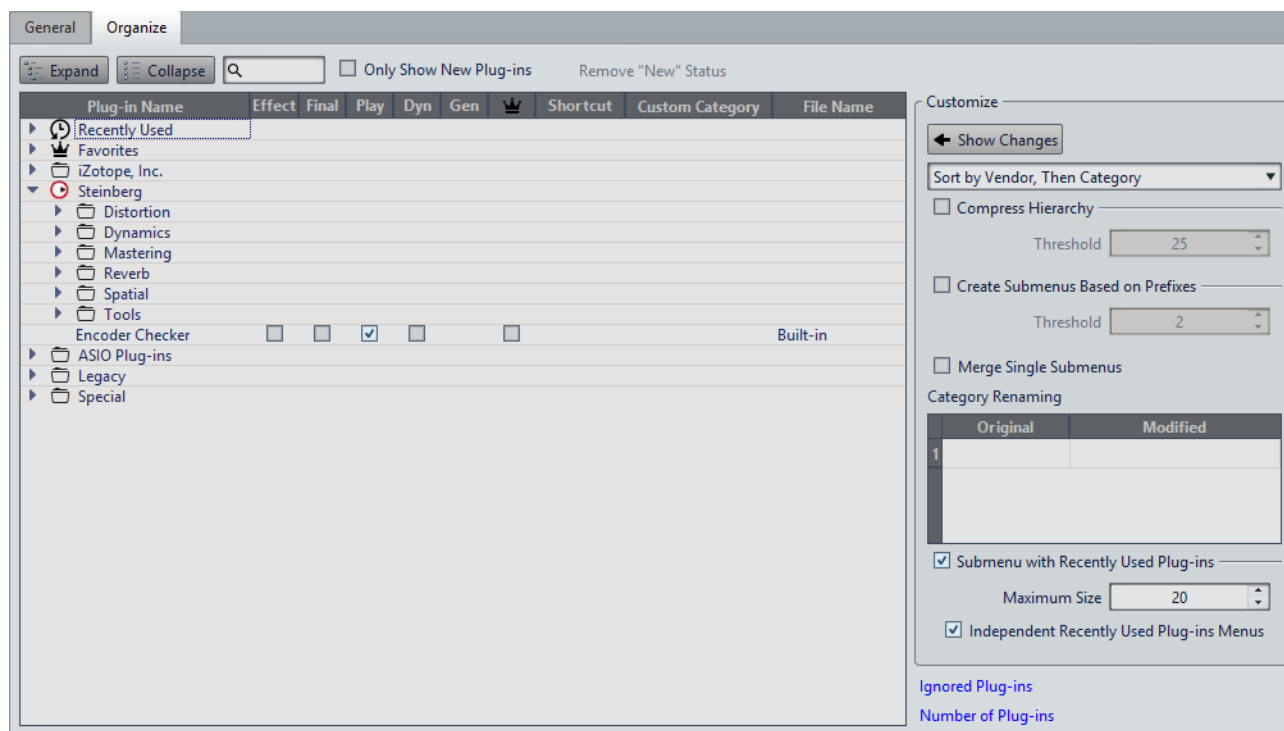 General Organize
Expand Collapse Only Show New Plug-ins Remove "New" Status
Plug-in Name Effect Final Play Dyn Gen Shortcut Custom Category File Name
Recently Used
Favorites
iZotope, Inc.
Steinberg
Distortion
Dynamics
Mastering
Reverb
Spatial
Tools
Encoder Checker Built-in
ASIO Plug-ins
Legacy
Special
Customize
Show Changes
Sort by Vendor, Then Category
Compress Hierarchy
Threshold 25
Create Submenus Based on Prefixes
Threshold 2
Merge Single Submenus
Category Renaming
Original Modified
1
Submenu with Recently Used Plug-ins
Maximum Size 20
Independent Recently Used Plug-ins Menus
Ignored Plug-ins
Number of Plug-ins